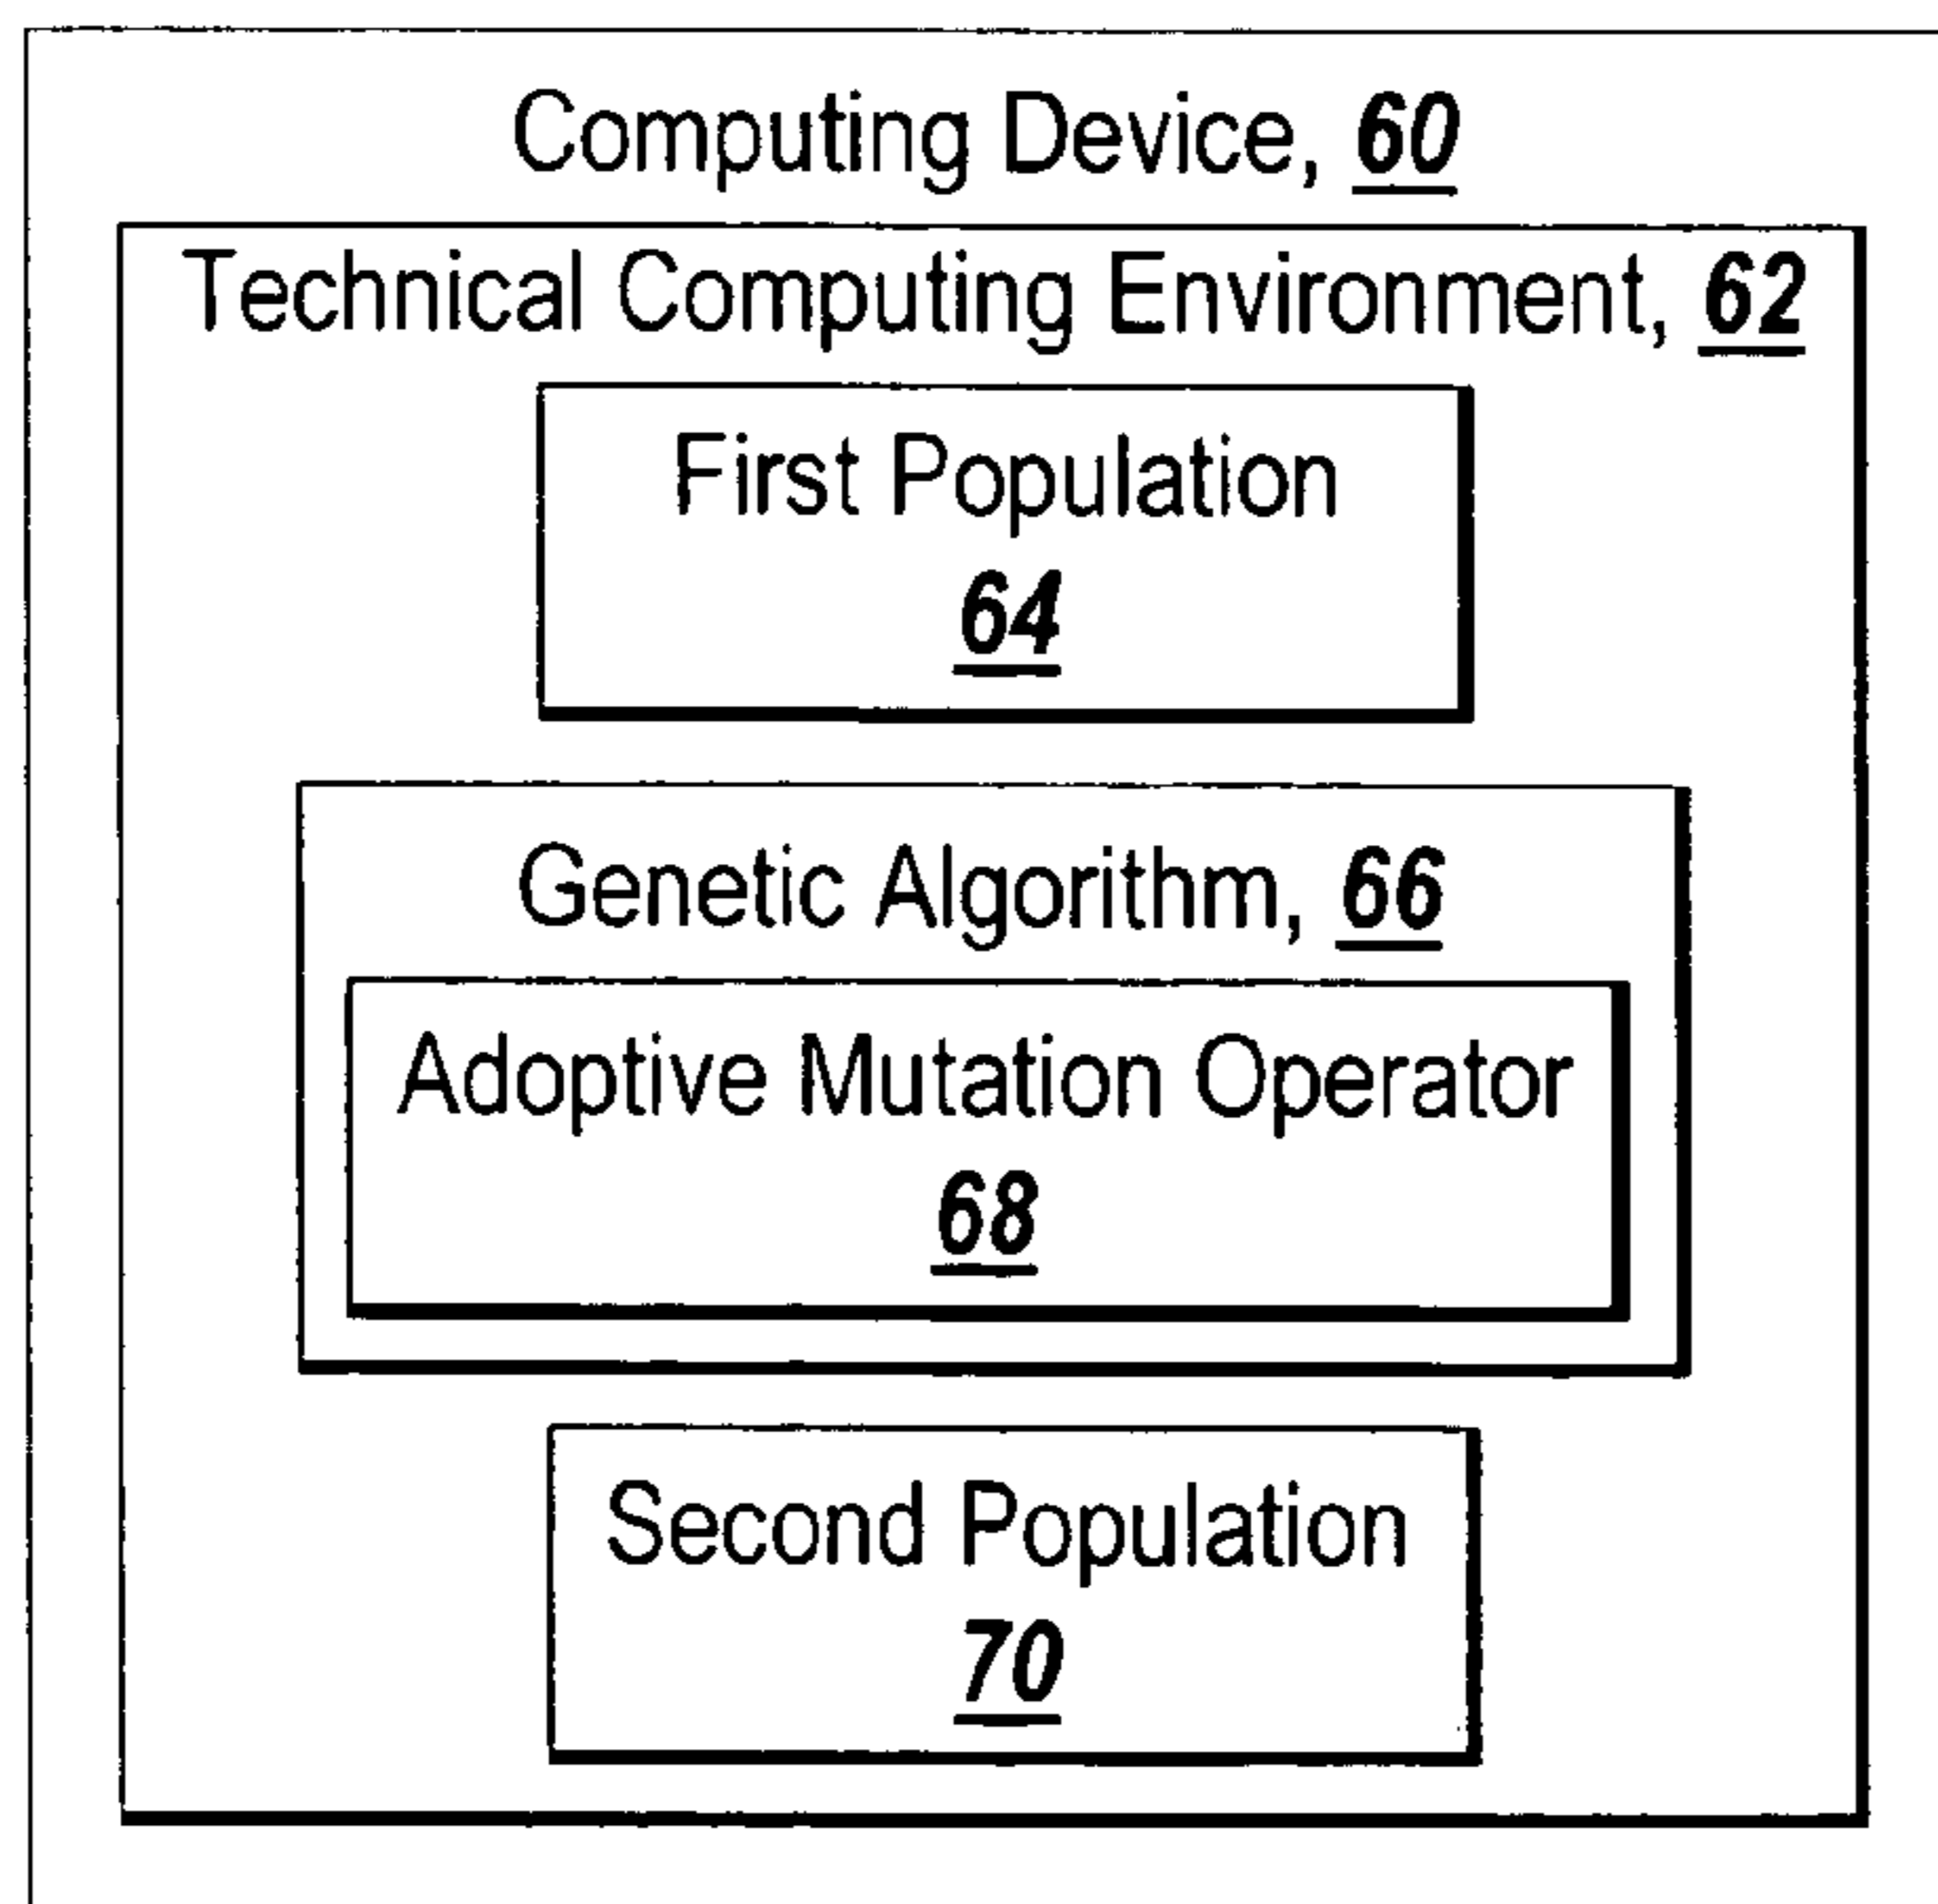 Computing Device, 60
Technical Computing Environment, 62
First Population
64
Genetic Algorithm, 66
Adoptive Mutation Operator
68
Second Population
70